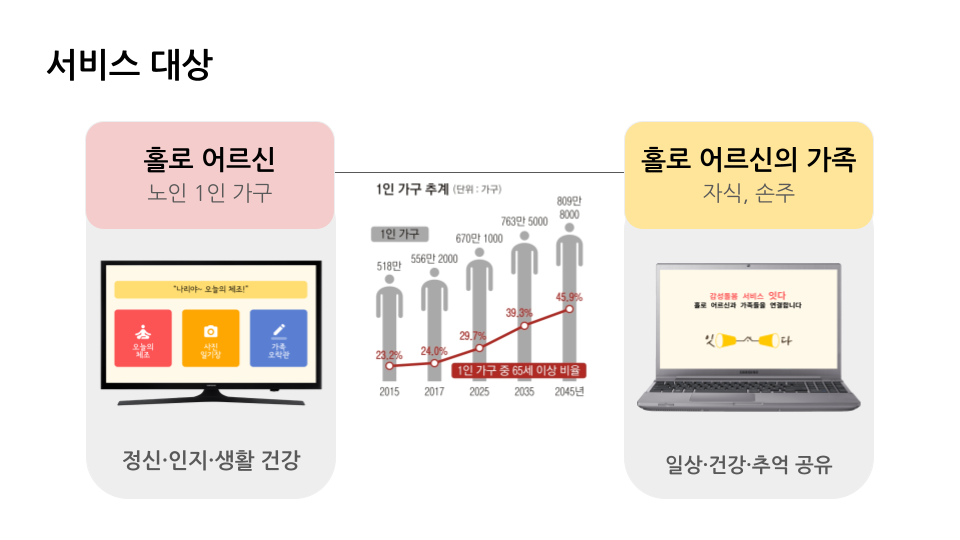 서비스 대상
홀로 어르신
노인 1인 가구
"나리야~ 오늘의 체조!"
오늘의
체조
사진
일기장
가족
오락관
정신·인지·생활 건강
1인 가구 추계 (단위 : 가구)
1인 가구
518만
556만 2000
670만 1000
763만 5000
809만
8000
23.2%
24.0%
29.7%
39.3%
45.9%
1인 가구 중 65세 이상 비율
2015
2017
2025
2035
2045년
홀로 어르신의 가족
자식, 손주
감성돌봄 서비스 잇다
홀로 어르신과 가족들을 연결합니다
잇 다
일상·건강·추억 공유